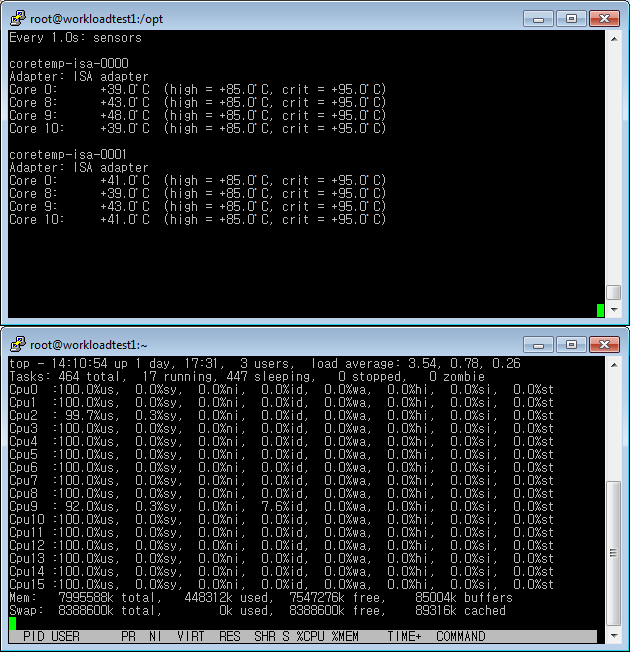 root@workloadtest1:/opt
Every 1.0s: sensors
coretemp-isa-0000
Adapter: ISA adapter
Core 0:      +39.0°C  (high = +85.0°C, crit = +95.0°C)
Core 8:      +43.0°C  (high = +85.0°C, crit = +95.0°C)
Core 9:      +48.0°C  (high = +85.0°C, crit = +95.0°C)
Core 10:     +39.0°C  (high = +85.0°C, crit = +95.0°C)
coretemp-isa-0001
Adapter: ISA adapter
Core 0:      +41.0°C  (high = +85.0°C, crit = +95.0°C)
Core 8:      +39.0°C  (high = +85.0°C, crit = +95.0°C)
Core 9:      +43.0°C  (high = +85.0°C, crit = +95.0°C)
Core 10:     +41.0°C  (high = +85.0°C, crit = +95.0°C)
root@workloadtest1:~
top - 14:10:54 up 1 day, 17:31,  3 users,  load average: 3.54, 0.78, 0.26
Tasks: 464 total,  17 running, 447 sleeping,   0 stopped,   0 zombie
Cpu0  :100.0%us,  0.0%sy,  0.0%ni,  0.0%id,  0.0%wa,  0.0%hi,  0.0%si,  0.0%st
Cpu1  :100.0%us,  0.0%sy,  0.0%ni,  0.0%id,  0.0%wa,  0.0%hi,  0.0%si,  0.0%st
Cpu2  : 99.7%us,  0.3%sy,  0.0%ni,  0.0%id,  0.0%wa,  0.0%hi,  0.0%si,  0.0%st
Cpu3  :100.0%us,  0.0%sy,  0.0%ni,  0.0%id,  0.0%wa,  0.0%hi,  0.0%si,  0.0%st
Cpu4  :100.0%us,  0.0%sy,  0.0%ni,  0.0%id,  0.0%wa,  0.0%hi,  0.0%si,  0.0%st
Cpu5  :100.0%us,  0.0%sy,  0.0%ni,  0.0%id,  0.0%wa,  0.0%hi,  0.0%si,  0.0%st
Cpu6  :100.0%us,  0.0%sy,  0.0%ni,  0.0%id,  0.0%wa,  0.0%hi,  0.0%si,  0.0%st
Cpu7  :100.0%us,  0.0%sy,  0.0%ni,  0.0%id,  0.0%wa,  0.0%hi,  0.0%si,  0.0%st
Cpu8  :100.0%us,  0.0%sy,  0.0%ni,  0.0%id,  0.0%wa,  0.0%hi,  0.0%si,  0.0%st
Cpu9  : 92.0%us,  0.3%sy,  0.0%ni,  7.6%id,  0.0%wa,  0.0%hi,  0.0%si,  0.0%st
Cpu10 :100.0%us,  0.0%sy,  0.0%ni,  0.0%id,  0.0%wa,  0.0%hi,  0.0%si,  0.0%st
Cpu11 :100.0%us,  0.0%sy,  0.0%ni,  0.0%id,  0.0%wa,  0.0%hi,  0.0%si,  0.0%st
Cpu12 :100.0%us,  0.0%sy,  0.0%ni,  0.0%id,  0.0%wa,  0.0%hi,  0.0%si,  0.0%st
Cpu13 :100.0%us,  0.0%sy,  0.0%ni,  0.0%id,  0.0%wa,  0.0%hi,  0.0%si,  0.0%st
Cpu14 :100.0%us,  0.0%sy,  0.0%ni,  0.0%id,  0.0%wa,  0.0%hi,  0.0%si,  0.0%st
Cpu15 :100.0%us,  0.0%sy,  0.0%ni,  0.0%id,  0.0%wa,  0.0%hi,  0.0%si,  0.0%st
Mem:   7995588k total,   448312k used,  7547276k free,    85004k buffers
Swap:  8388600k total,        0k used,  8388600k free,    89316k cached
PID USER      PR  NI  VIRT  RES  SHR S %CPU %MEM    TIME+  COMMAND